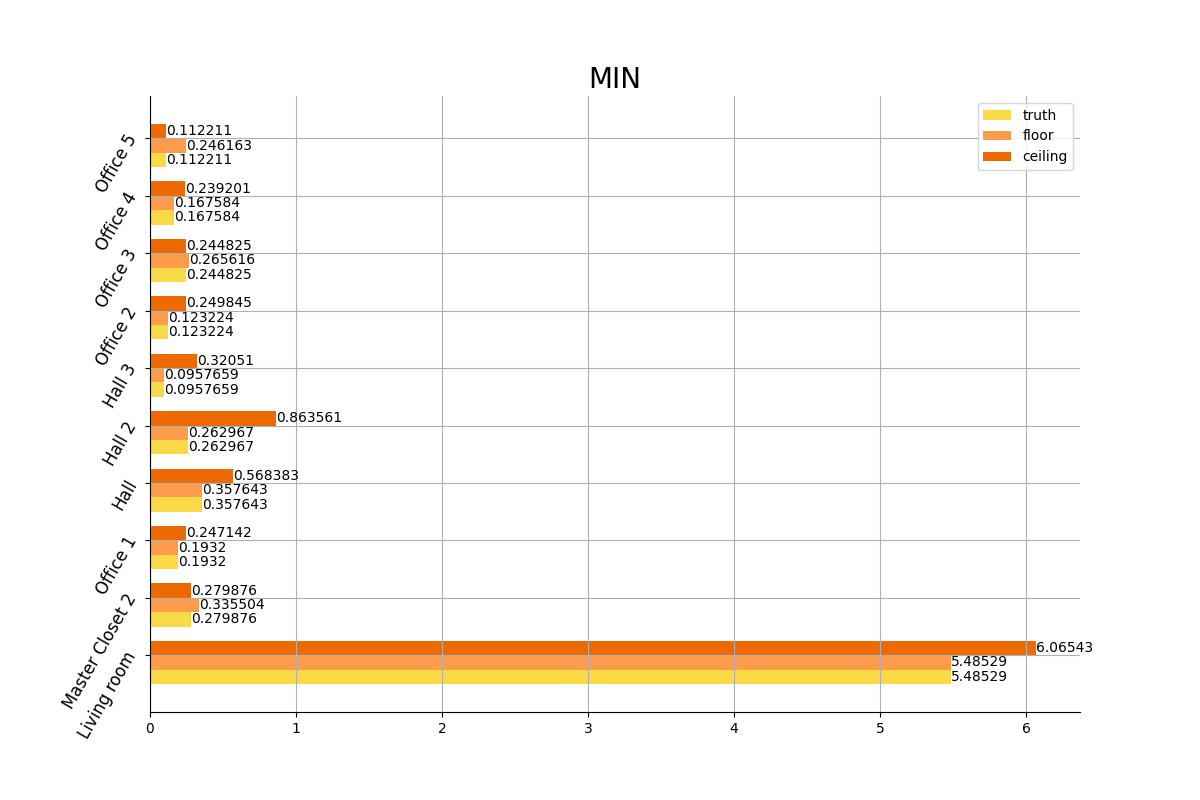 MIN
truth
floor
ceiling
Office 5
0.112211
0.246163
0.112211
Office 4
0.239201
0.167584
0.167584
Office 3
0.244825
0.265616
0.244825
Office 2
0.249845
0.123224
0.123224
Hall 3
0.32051
0.0957659
0.0957659
Hall 2
0.863561
0.262967
0.262967
Hall
0.568383
0.357643
0.357643
Office 1
0.247142
0.1932
0.1932
Master Closet 2
0.279876
0.335504
0.279876
Living room
6.06543
5.48529
5.48529
0 1 2 3 4 5 6